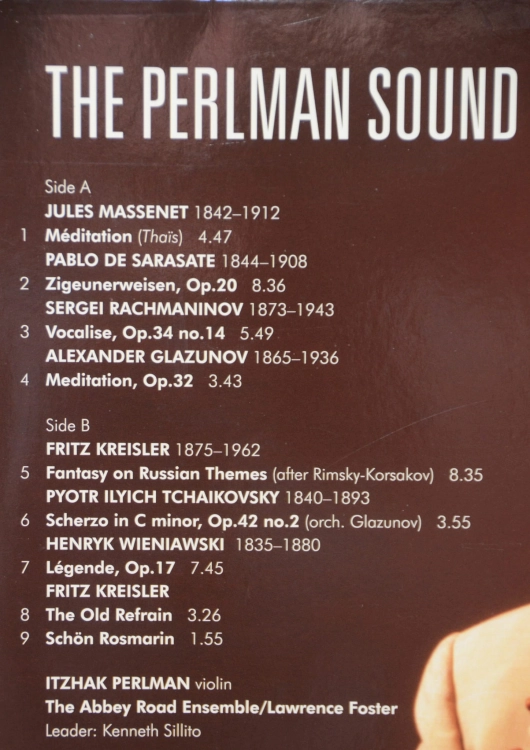 THE PERLMAN SOUND
Side A
JULES MASSENET 1842–1912
1 Méditation (Thaïs) 4.47
PABLO DE SARASATE 1844–1908
2 Zigeunerweisen, Op.20 8.36
SERGEI RACHMANINOV 1873–1943
3 Vocalise, Op.34 no.14 5.49
ALEXANDER GLAZUNOV 1865–1936
4 Meditation, Op.32 3.43
Side B
FRITZ KREISLER 1875–1962
5 Fantasy on Russian Themes (after Rimsky-Korsakov) 8.35
PYOTR ILYICH TCHAIKOVSKY 1840–1893
6 Scherzo in C minor, Op.42 no.2 (orch. Glazunov) 3.55
HENRYK WIENIAWSKI 1835–1880
7 Légende, Op.17 7.45
FRITZ KREISLER
8 The Old Refrain 3.26
9 Schön Rosmarin 1.55
ITZHAK PERLMAN violin
The Abbey Road Ensemble/Lawrence Foster
Leader: Kenneth Sillito